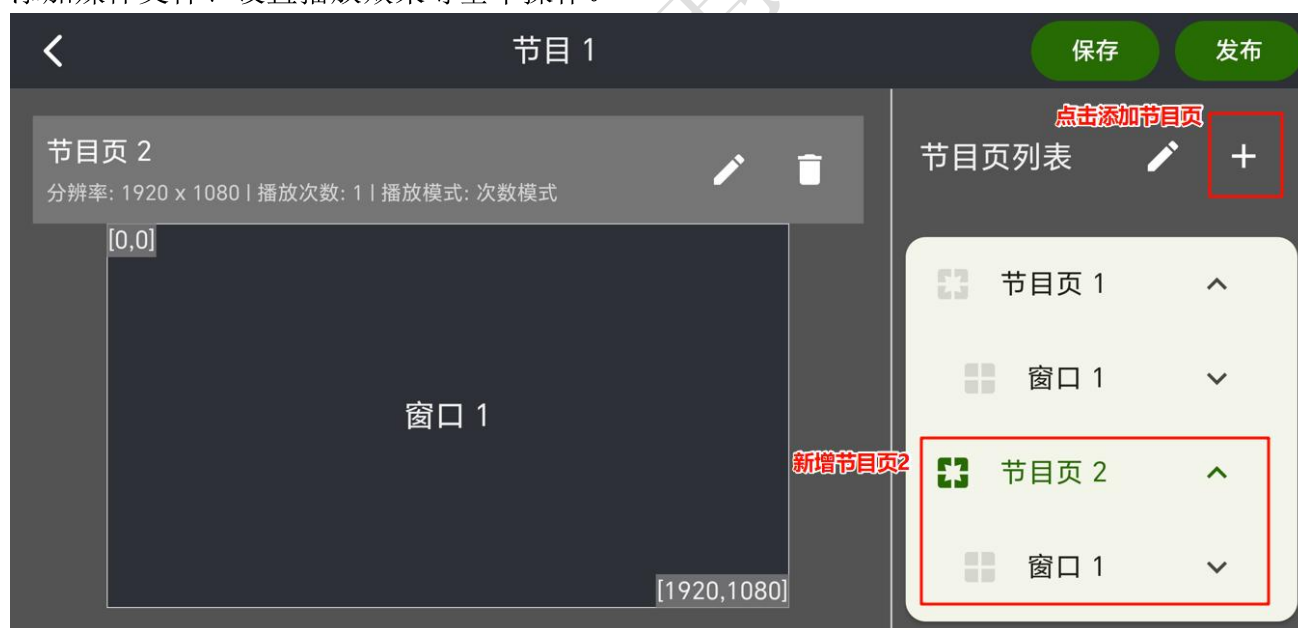 节目 1
保存
发布
点击添加节目页
节目页 2
分辨率: 1920 x 1080 | 播放次数: 1 | 播放模式: 次数模式
节目页列表
[0,0]
窗口 1
[1920,1080]
节目页 1
窗口 1
新增节目页2
节目页 2
窗口 1